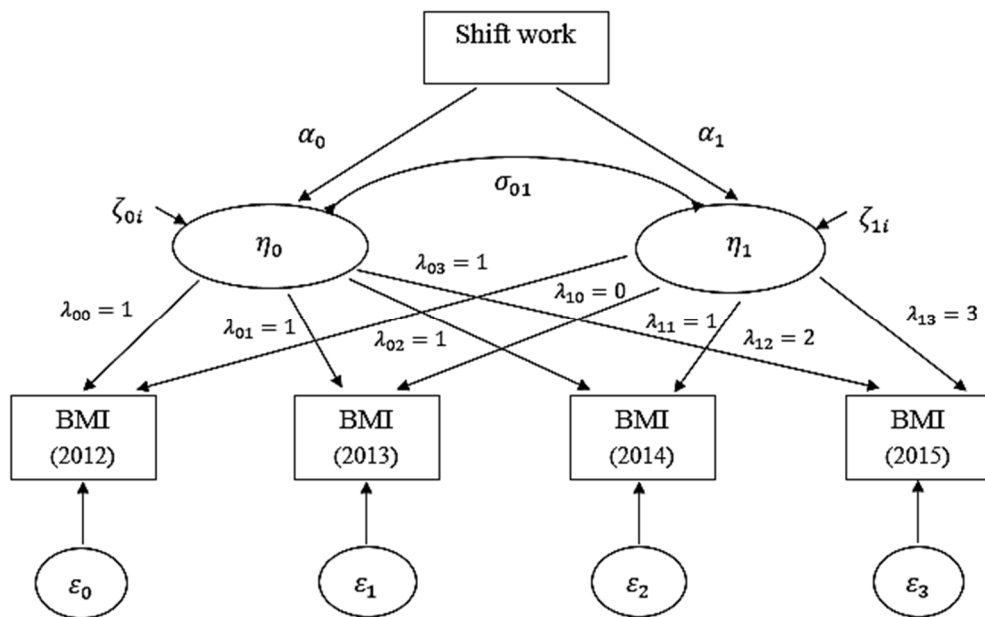 Shift work
α₀
α₁
σ₀₁
ζ₀ᵢ
η₀
η₁
ζ₁ᵢ
λ₀₃ = 1
λ₁₀ = 0
λ₀₀ = 1
λ₀₁ = 1
λ₀₂ = 1
λ₁₁ = 1
λ₁₂ = 2
λ₁₃ = 3
BMI
(2012)
BMI
(2013)
BMI
(2014)
BMI
(2015)
ε₀
ε₁
ε₂
ε₃